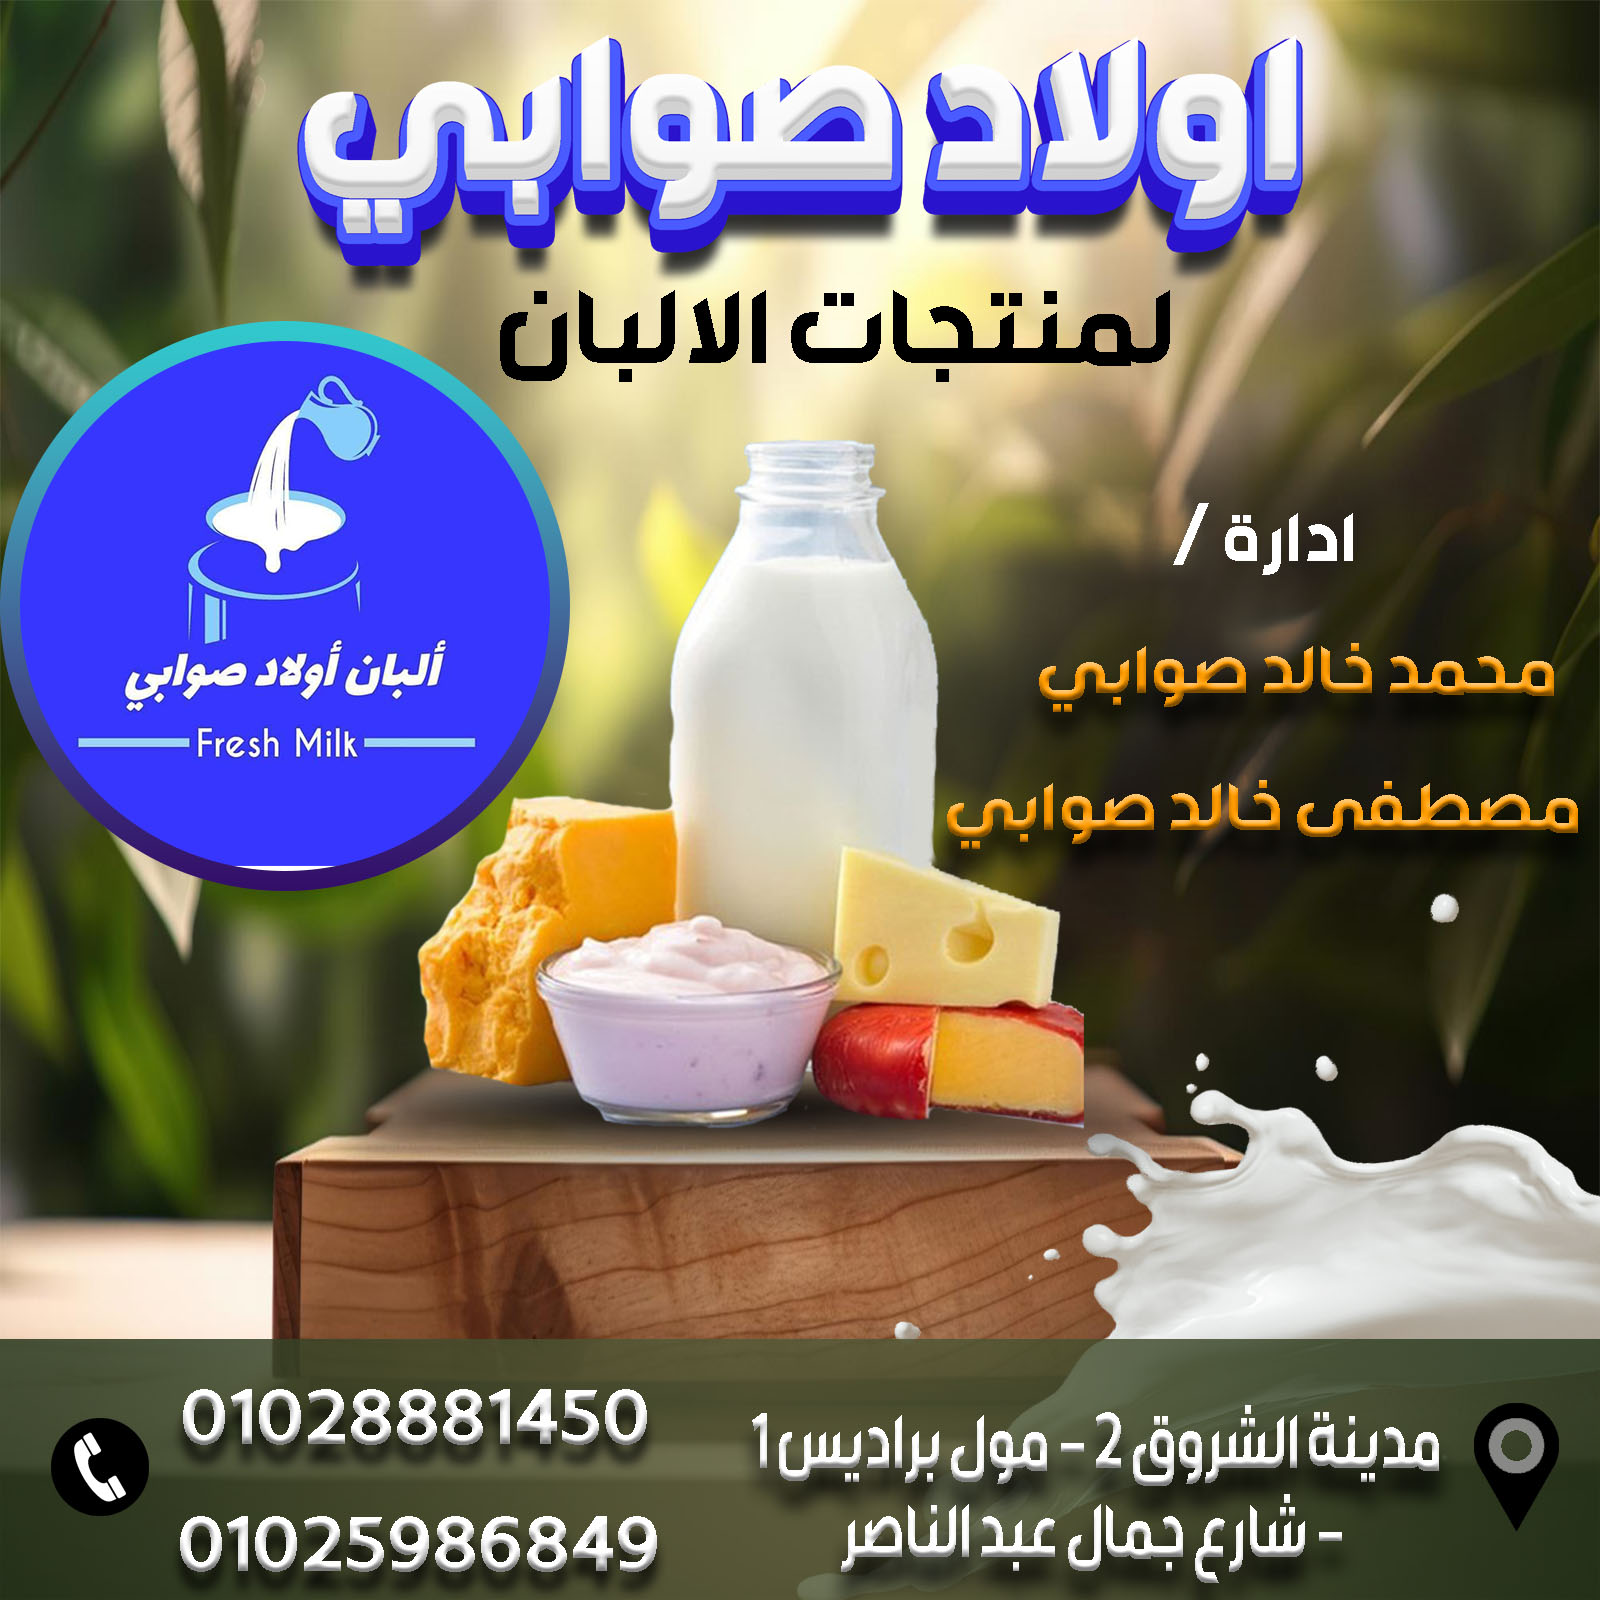 اولاد صوابي
لمنتجات الالبان
ألبان أولاد صوابي
Fresh Milk
ادارة /
محمد خالد صوابي
مصطفى خالد صوابي
01028881450
01025986849
مدينة الشروق 2 - مول براديس 1
- شارع جمال عبد الناصر